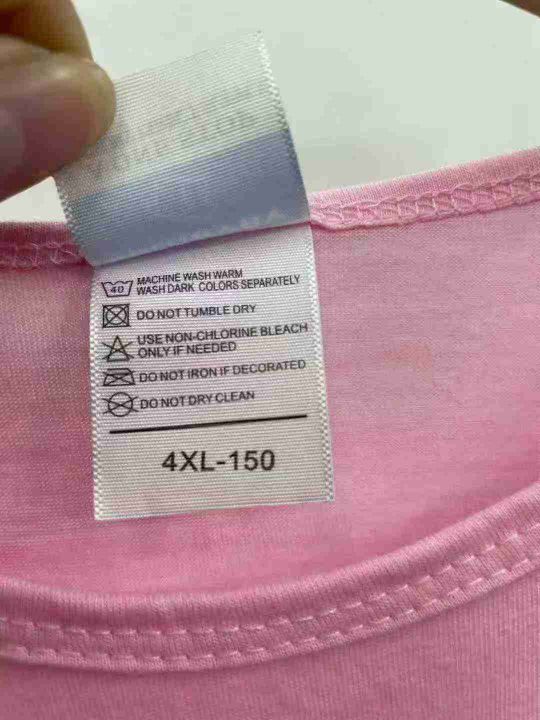 40 MACHINE WASH WARM
WASH DARK COLORS SEPARATELY
DO NOT TUMBLE DRY
USE NON-CHLORINE BLEACH
ONLY IF NEEDED
DO NOT IRON IF DECORATED
DO NOT DRY CLEAN
4XL-150